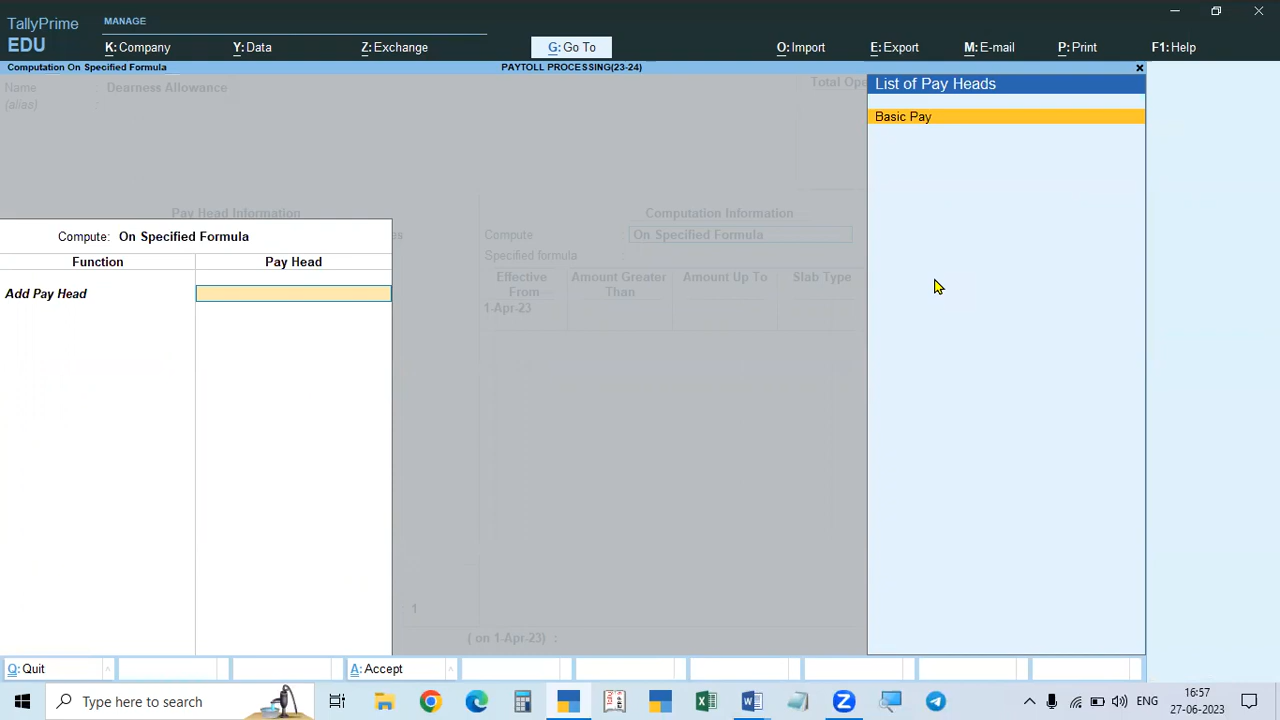 TallyPrime
EDU
MANAGE
K: Company
Y: Data
Z: Exchange
G: Go To
O: Import
E: Export
M: E-mail
P: Print
F1: Help
Computation On Specified Formula
PAYTOLL PROCESSING(23-24)
Name : Dearness Allowance
(alias) :
Total Ope
List of Pay Heads
Basic Pay
Pay Head Information
Computation Information
Compute: On Specified Formula
es
Compute : On Specified Formula
Specified formula :
Function
Pay Head
Effective From
Amount Greater Than
Amount Up To
Slab Type
1-Apr-23
Add Pay Head
1
( on 1-Apr-23) :
Q: Quit
A: Accept
Type here to search
ENG
16:57
27-06-2023